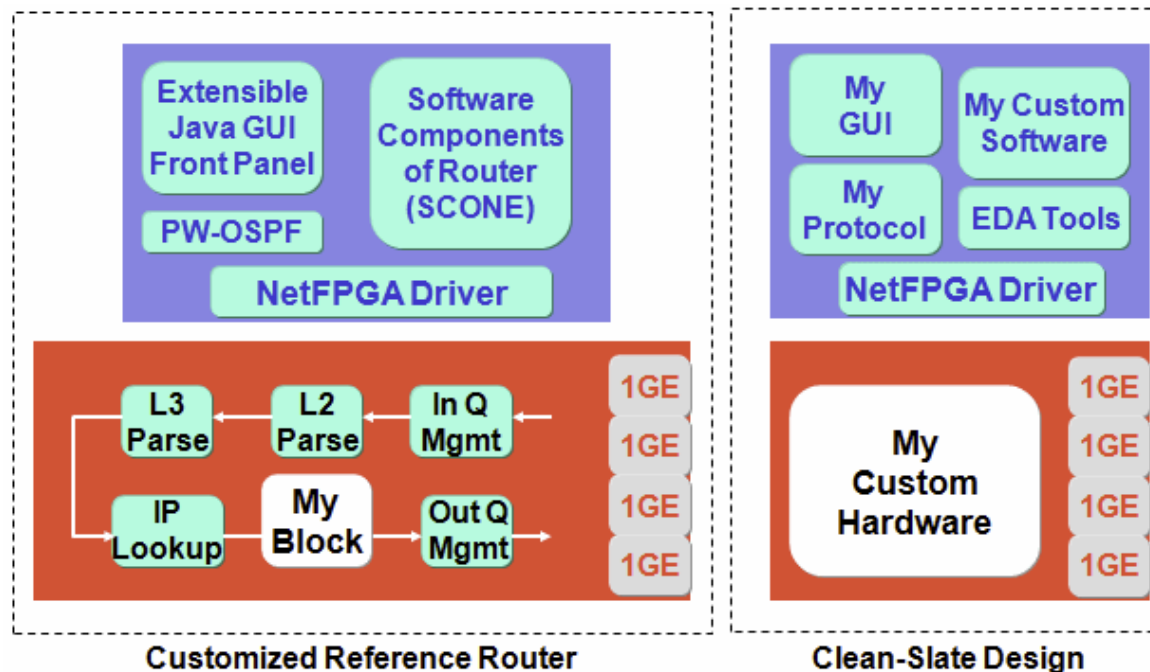 Extensible
Java GUI
Front Panel
Software
Components
of Router
(SCONE)
PW-OSPF
NetFPGA Driver
L3
Parse
L2
Parse
In Q
Mgmt
IP
Lookup
My
Block
Out Q
Mgmt
1GE
1GE
1GE
1GE
Customized Reference Router
My
GUI
My Custom
Software
My
Protocol
EDA Tools
NetFPGA Driver
My
Custom
Hardware
1GE
1GE
1GE
1GE
Clean-Slate Design